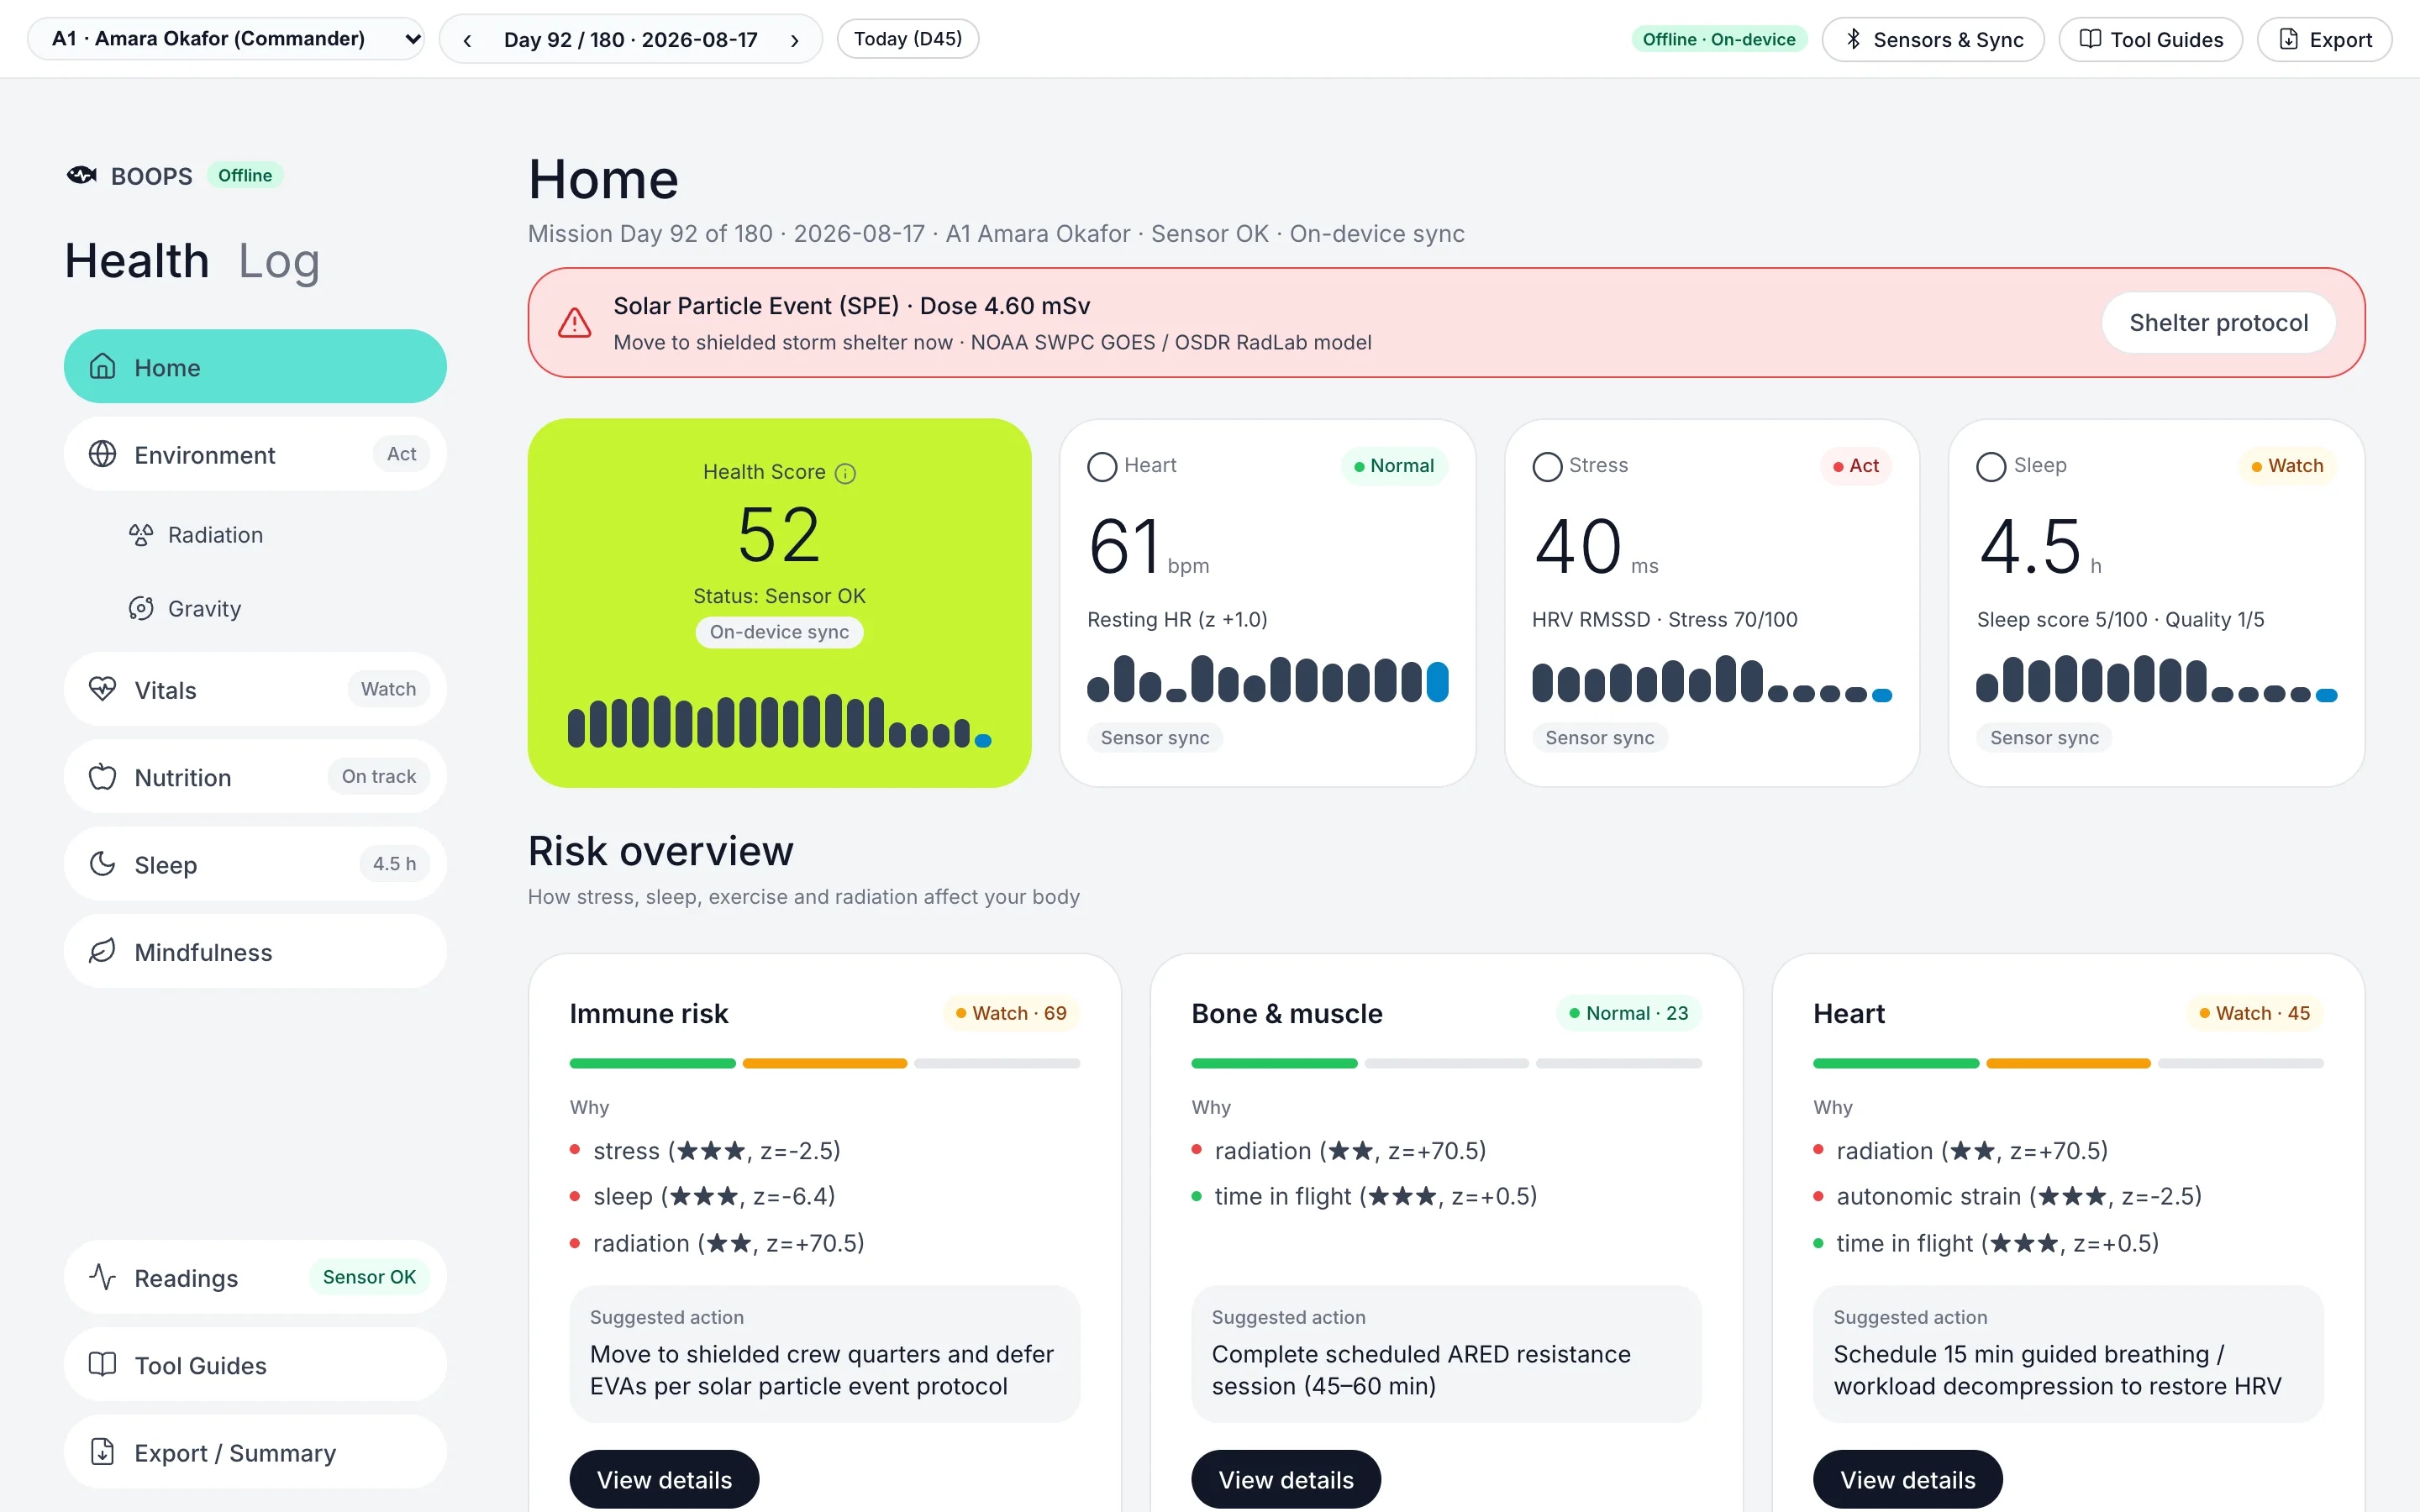 A1 · Amara Okafor (Commander)
‹ Day 92 / 180 · 2026-08-17 ›
Today (D45)
Offline · On-device
Sensors & Sync
Tool Guides
Export
BOOPS
Offline
Health Log
Home
Environment
Act
Radiation
Gravity
Vitals
Watch
Nutrition
On track
Sleep
4.5 h
Mindfulness
Readings
Sensor OK
Tool Guides
Export / Summary
Home
Mission Day 92 of 180 · 2026-08-17 · A1 Amara Okafor · Sensor OK · On-device sync
Solar Particle Event (SPE) · Dose 4.60 mSv
Move to shielded storm shelter now · NOAA SWPC GOES / OSDR RadLab model
Shelter protocol
Health Score
52
Status: Sensor OK
On-device sync
Heart
Normal
61 bpm
Resting HR (z +1.0)
Sensor sync
Stress
Act
40 ms
HRV RMSSD · Stress 70/100
Sensor sync
Sleep
Watch
4.5 h
Sleep score 5/100 · Quality 1/5
Sensor sync
Risk overview
How stress, sleep, exercise and radiation affect your body
Immune risk
Watch · 69
Why
stress (★★★, z=-2.5)
sleep (★★★, z=-6.4)
radiation (★★, z=+70.5)
Suggested action
Move to shielded crew quarters and defer
EVAs per solar particle event protocol
View details
Bone & muscle
Normal · 23
Why
radiation (★★, z=+70.5)
time in flight (★★★, z=+0.5)
Suggested action
Complete scheduled ARED resistance
session (45–60 min)
View details
Heart
Watch · 45
Why
radiation (★★, z=+70.5)
autonomic strain (★★★, z=-2.5)
time in flight (★★★, z=+0.5)
Suggested action
Schedule 15 min guided breathing /
workload decompression to restore HRV
View details